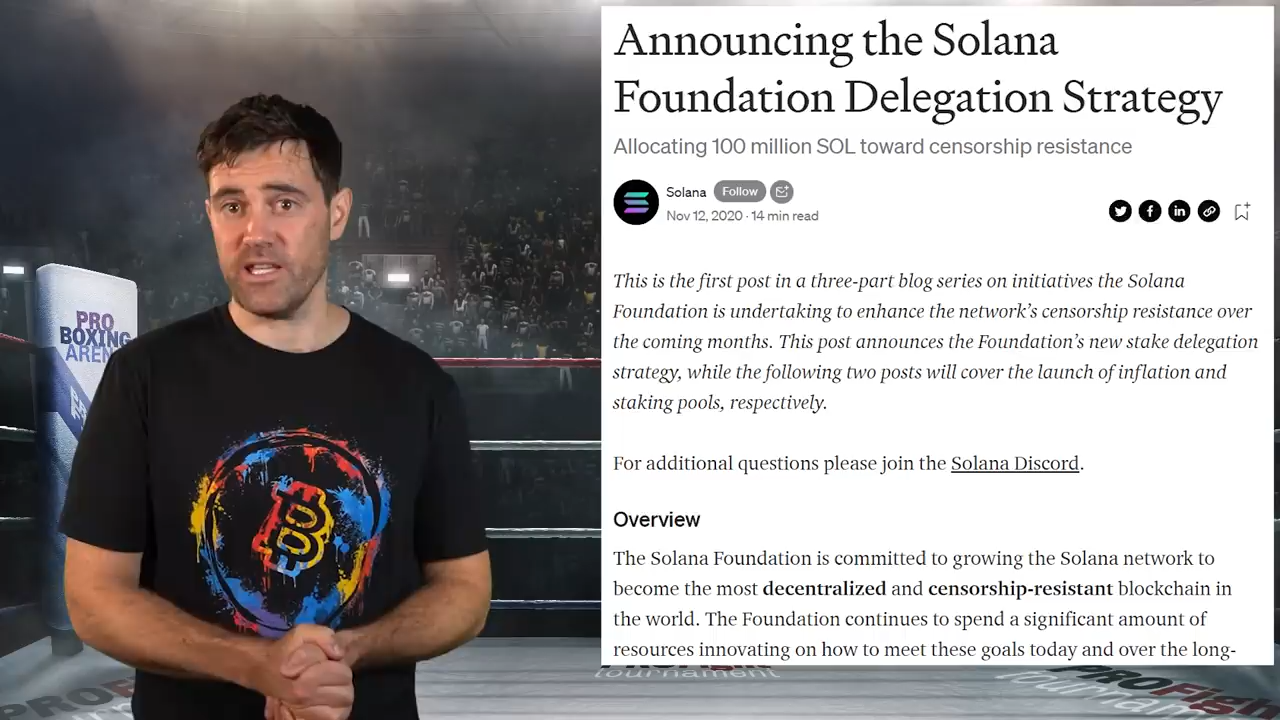 Announcing the Solana
Foundation Delegation Strategy
Allocating 100 million SOL toward censorship resistance
Solana Follow
Nov 12, 2020 · 14 min read
This is the first post in a three-part blog series on initiatives the Solana
Foundation is undertaking to enhance the network's censorship resistance over
the coming months. This post announces the Foundation's new stake delegation
strategy, while the following two posts will cover the launch of inflation and
staking pools, respectively.
For additional questions please join the Solana Discord.
Overview
The Solana Foundation is committed to growing the Solana network to
become the most decentralized and censorship-resistant blockchain in
the world. The Foundation continues to spend a significant amount of
resources innovating on how to meet these goals today and over the long-
PRO
BOXING
tournament